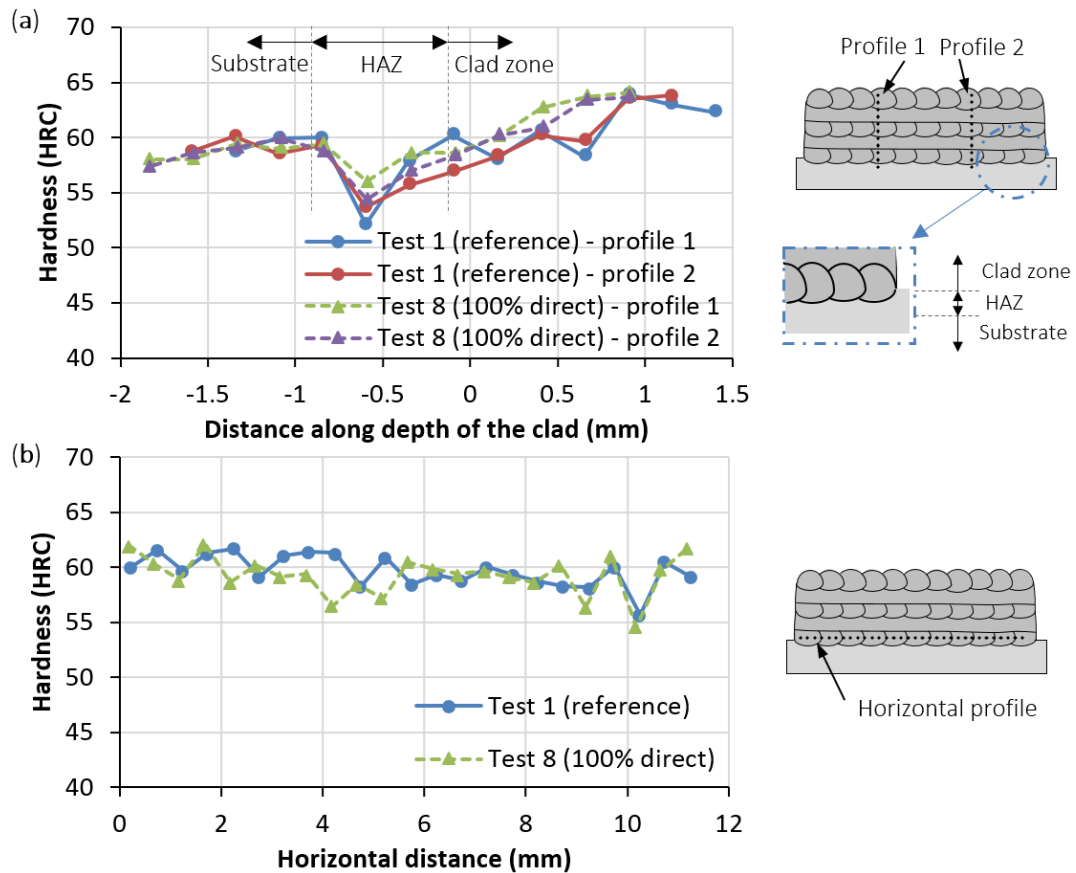 (a)
70
65
60
55
50
45
40
Hardness (HRC)
Substrate
HAZ
Clad zone
Test 1 (reference) - profile 1
Test 1 (reference) - profile 2
Test 8 (100% direct) - profile 1
Test 8 (100% direct) - profile 2
-2 -1.5 -1 -0.5 0 0.5 1 1.5
Distance along depth of the clad (mm)
Profile 1 Profile 2
Clad zone
HAZ
Substrate
(b)
70
65
60
55
50
45
40
Hardness (HRC)
Test 1 (reference)
Test 8 (100% direct)
0 2 4 6 8 10 12
Horizontal distance (mm)
Horizontal profile